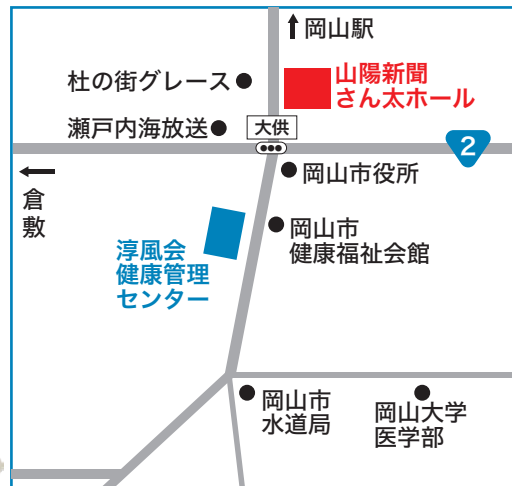 岡山駅
杜の街グレース
山陽新聞
さん太ホール
瀬戸内海放送
大供
2
岡山市役所
倉敷
岡山市
健康福祉会館
淳風会
健康管理
センター
岡山市
水道局
岡山大学
医学部